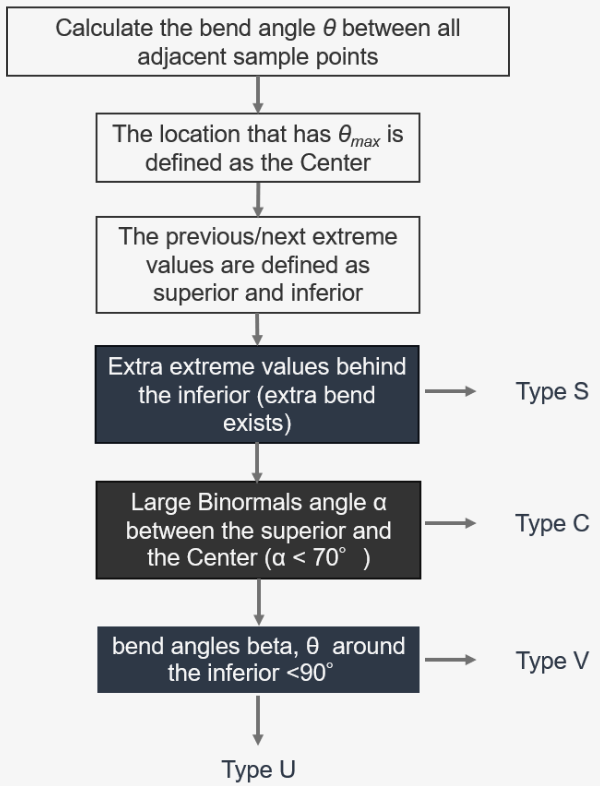 Calculate the bend angle θ between all
adjacent sample points
The location that has θmax is
defined as the Center
The previous/next extreme
values are defined as
superior and inferior
Extra extreme values behind
the inferior (extra bend
exists)
Type S
Large Binormals angle α
between the superior and
the Center (α < 70° )
Type C
bend angles beta, θ around
the inferior <90°
Type V
Type U